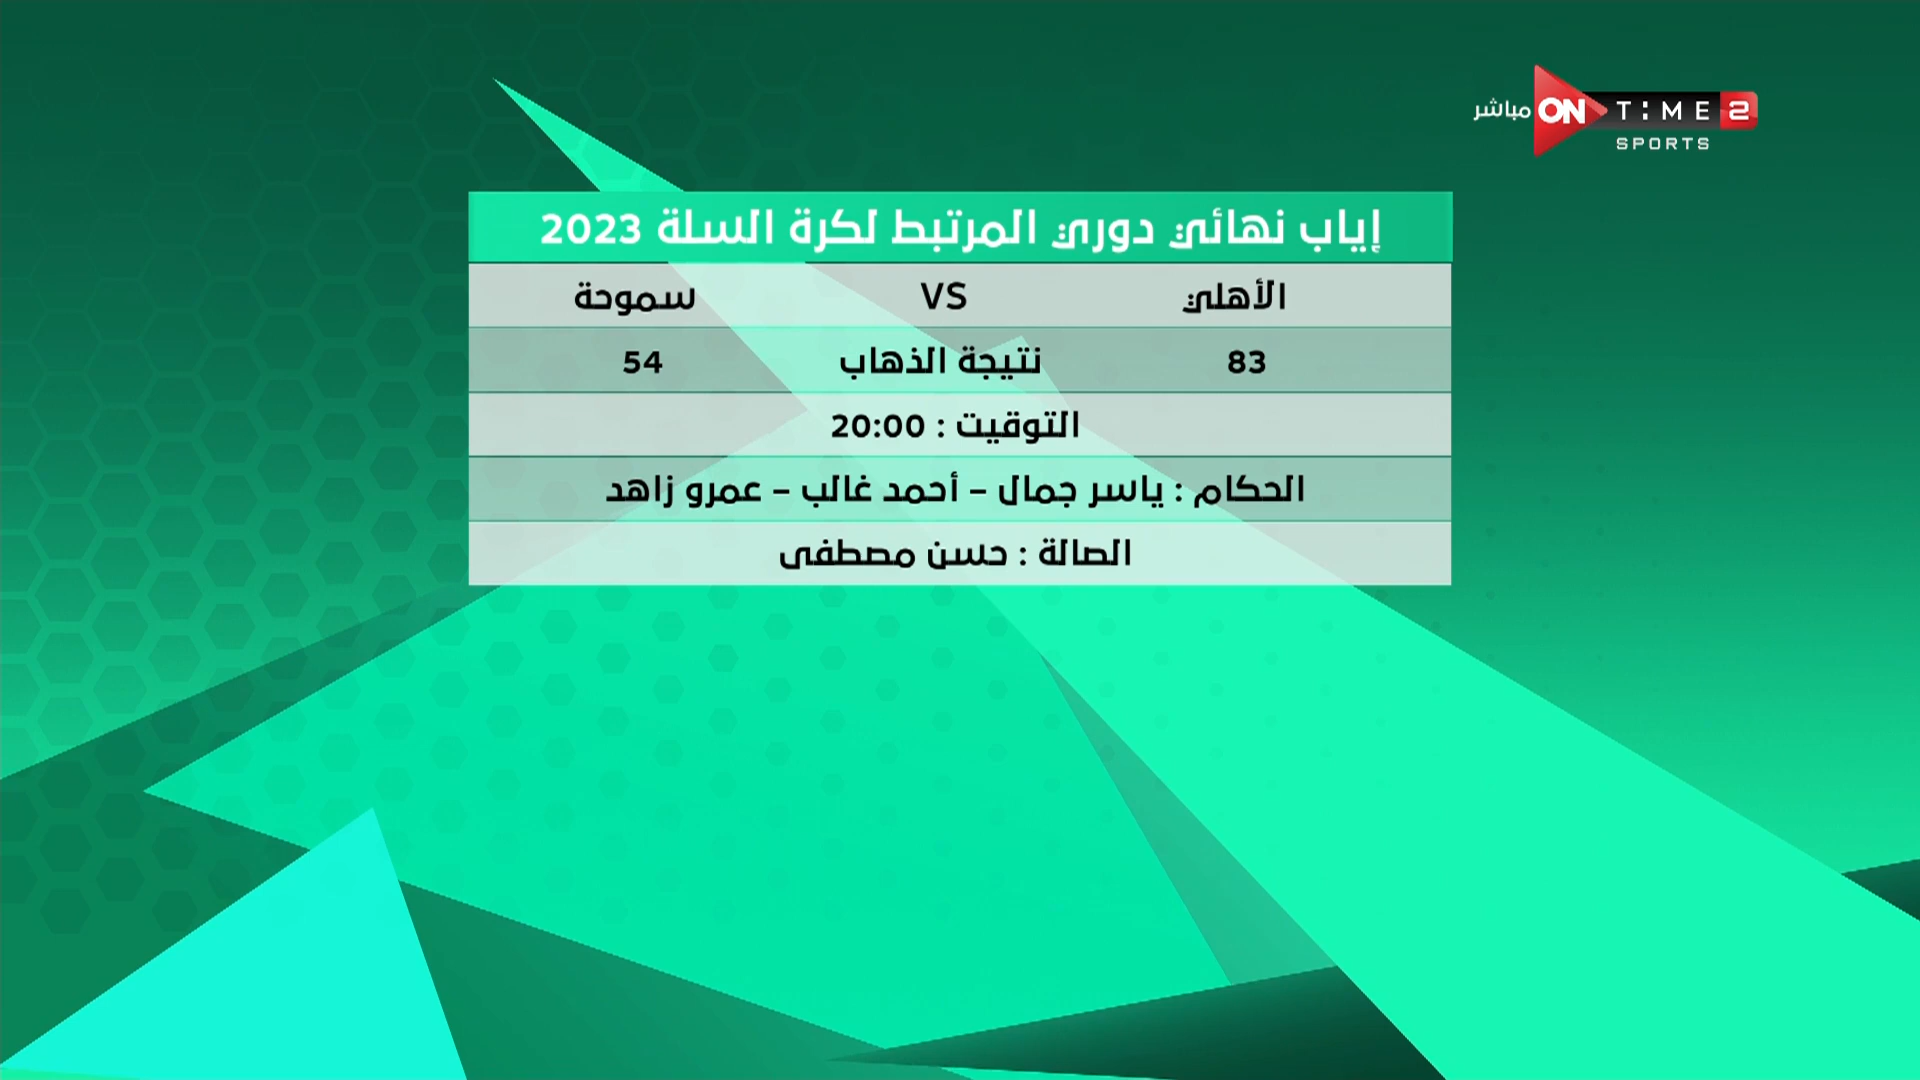 مباشر ON TIME 2
SPORTS
إياب نهائي دوري المرتبط لكرة السلة 2023
الأهلي VS سموحة
83 نتيجة الذهاب 54
التوقيت : 20:00
الحكام : ياسر جمال – أحمد غالب – عمرو زاهد
الصالة : حسن مصطفى